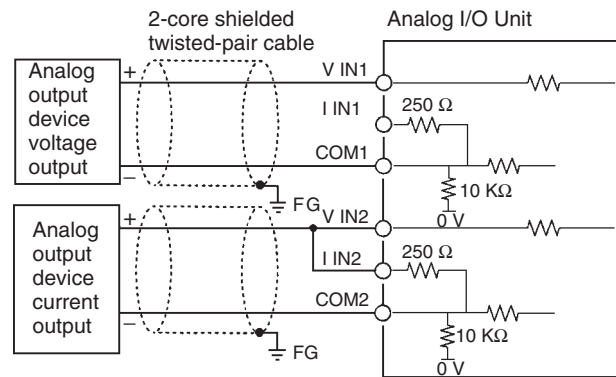 2-core shielded
twisted-pair cable
Analog I/O Unit
Analog
output
device
voltage
output
+
−
V IN1
I IN1
250 Ω
COM1
10 KΩ
0 V
FG
Analog
output
device
current
output
+
−
V IN2
I IN2
250 Ω
COM2
10 KΩ
0 V
FG